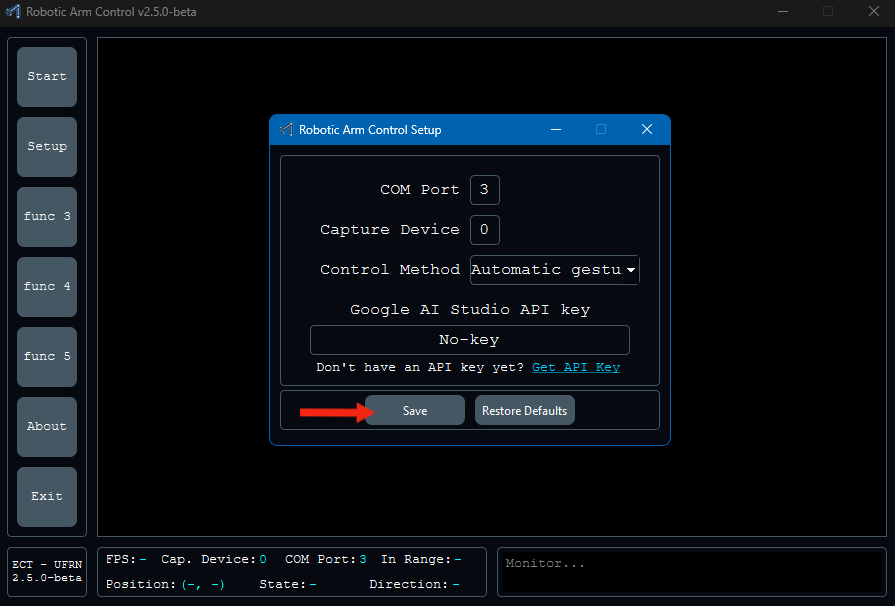 Robotic Arm Control v2.5.0-beta
Start
Setup
func 3
func 4
func 5
About
Exit
Robotic Arm Control Setup
COM Port 3
Capture Device 0
Control Method Automatic gestu
Google AI Studio API key
No-key
Don't have an API key yet? Get API Key
Save Restore Defaults
ECT - UFRN
2.5.0-beta
FPS:- Cap. Device:0 COM Port:3 In Range:-
Position:(-, -) State:- Direction:-
Monitor...